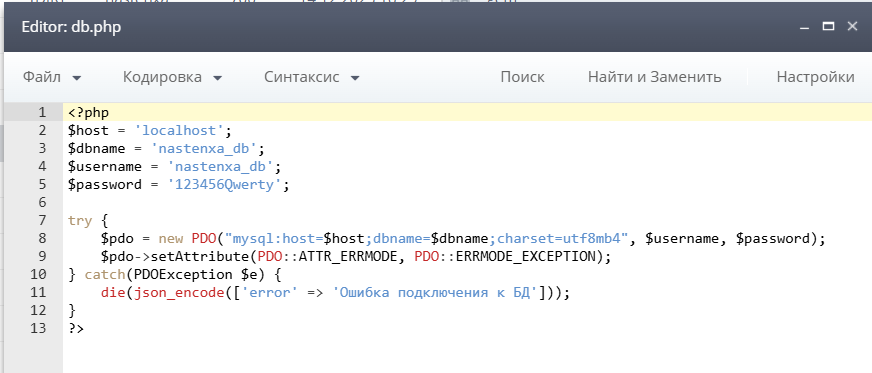 Editor: db.php
Файл Кодировка Синтаксис Поиск Найти и Заменить Настройки
1 <?php
2 $host = 'localhost';
3 $dbname = 'nastenxa_db';
4 $username = 'nastenxa_db';
5 $password = '123456Qwerty';
6
7 try {
8     $pdo = new PDO("mysql:host=$host;dbname=$dbname;charset=utf8mb4", $username, $password);
9     $pdo->setAttribute(PDO::ATTR_ERRMODE, PDO::ERRMODE_EXCEPTION);
10 } catch(PDOException $e) {
11     die(json_encode(['error' => 'Ошибка подключения к БД']));
12 }
13 ?>